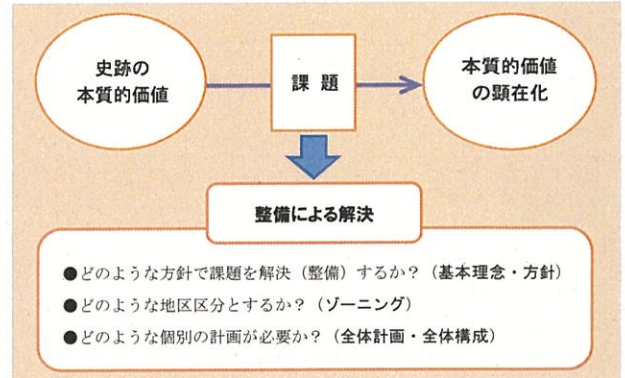 史跡の
本質的価値
課題
本質的価値
の顕在化
整備による解決
●どのような方針で課題を解決（整備）するか？（基本理念・方針）
●どのような地区区分とするか？（ゾーニング）
●どのような個別の計画が必要か？（全体計画・全体構成）